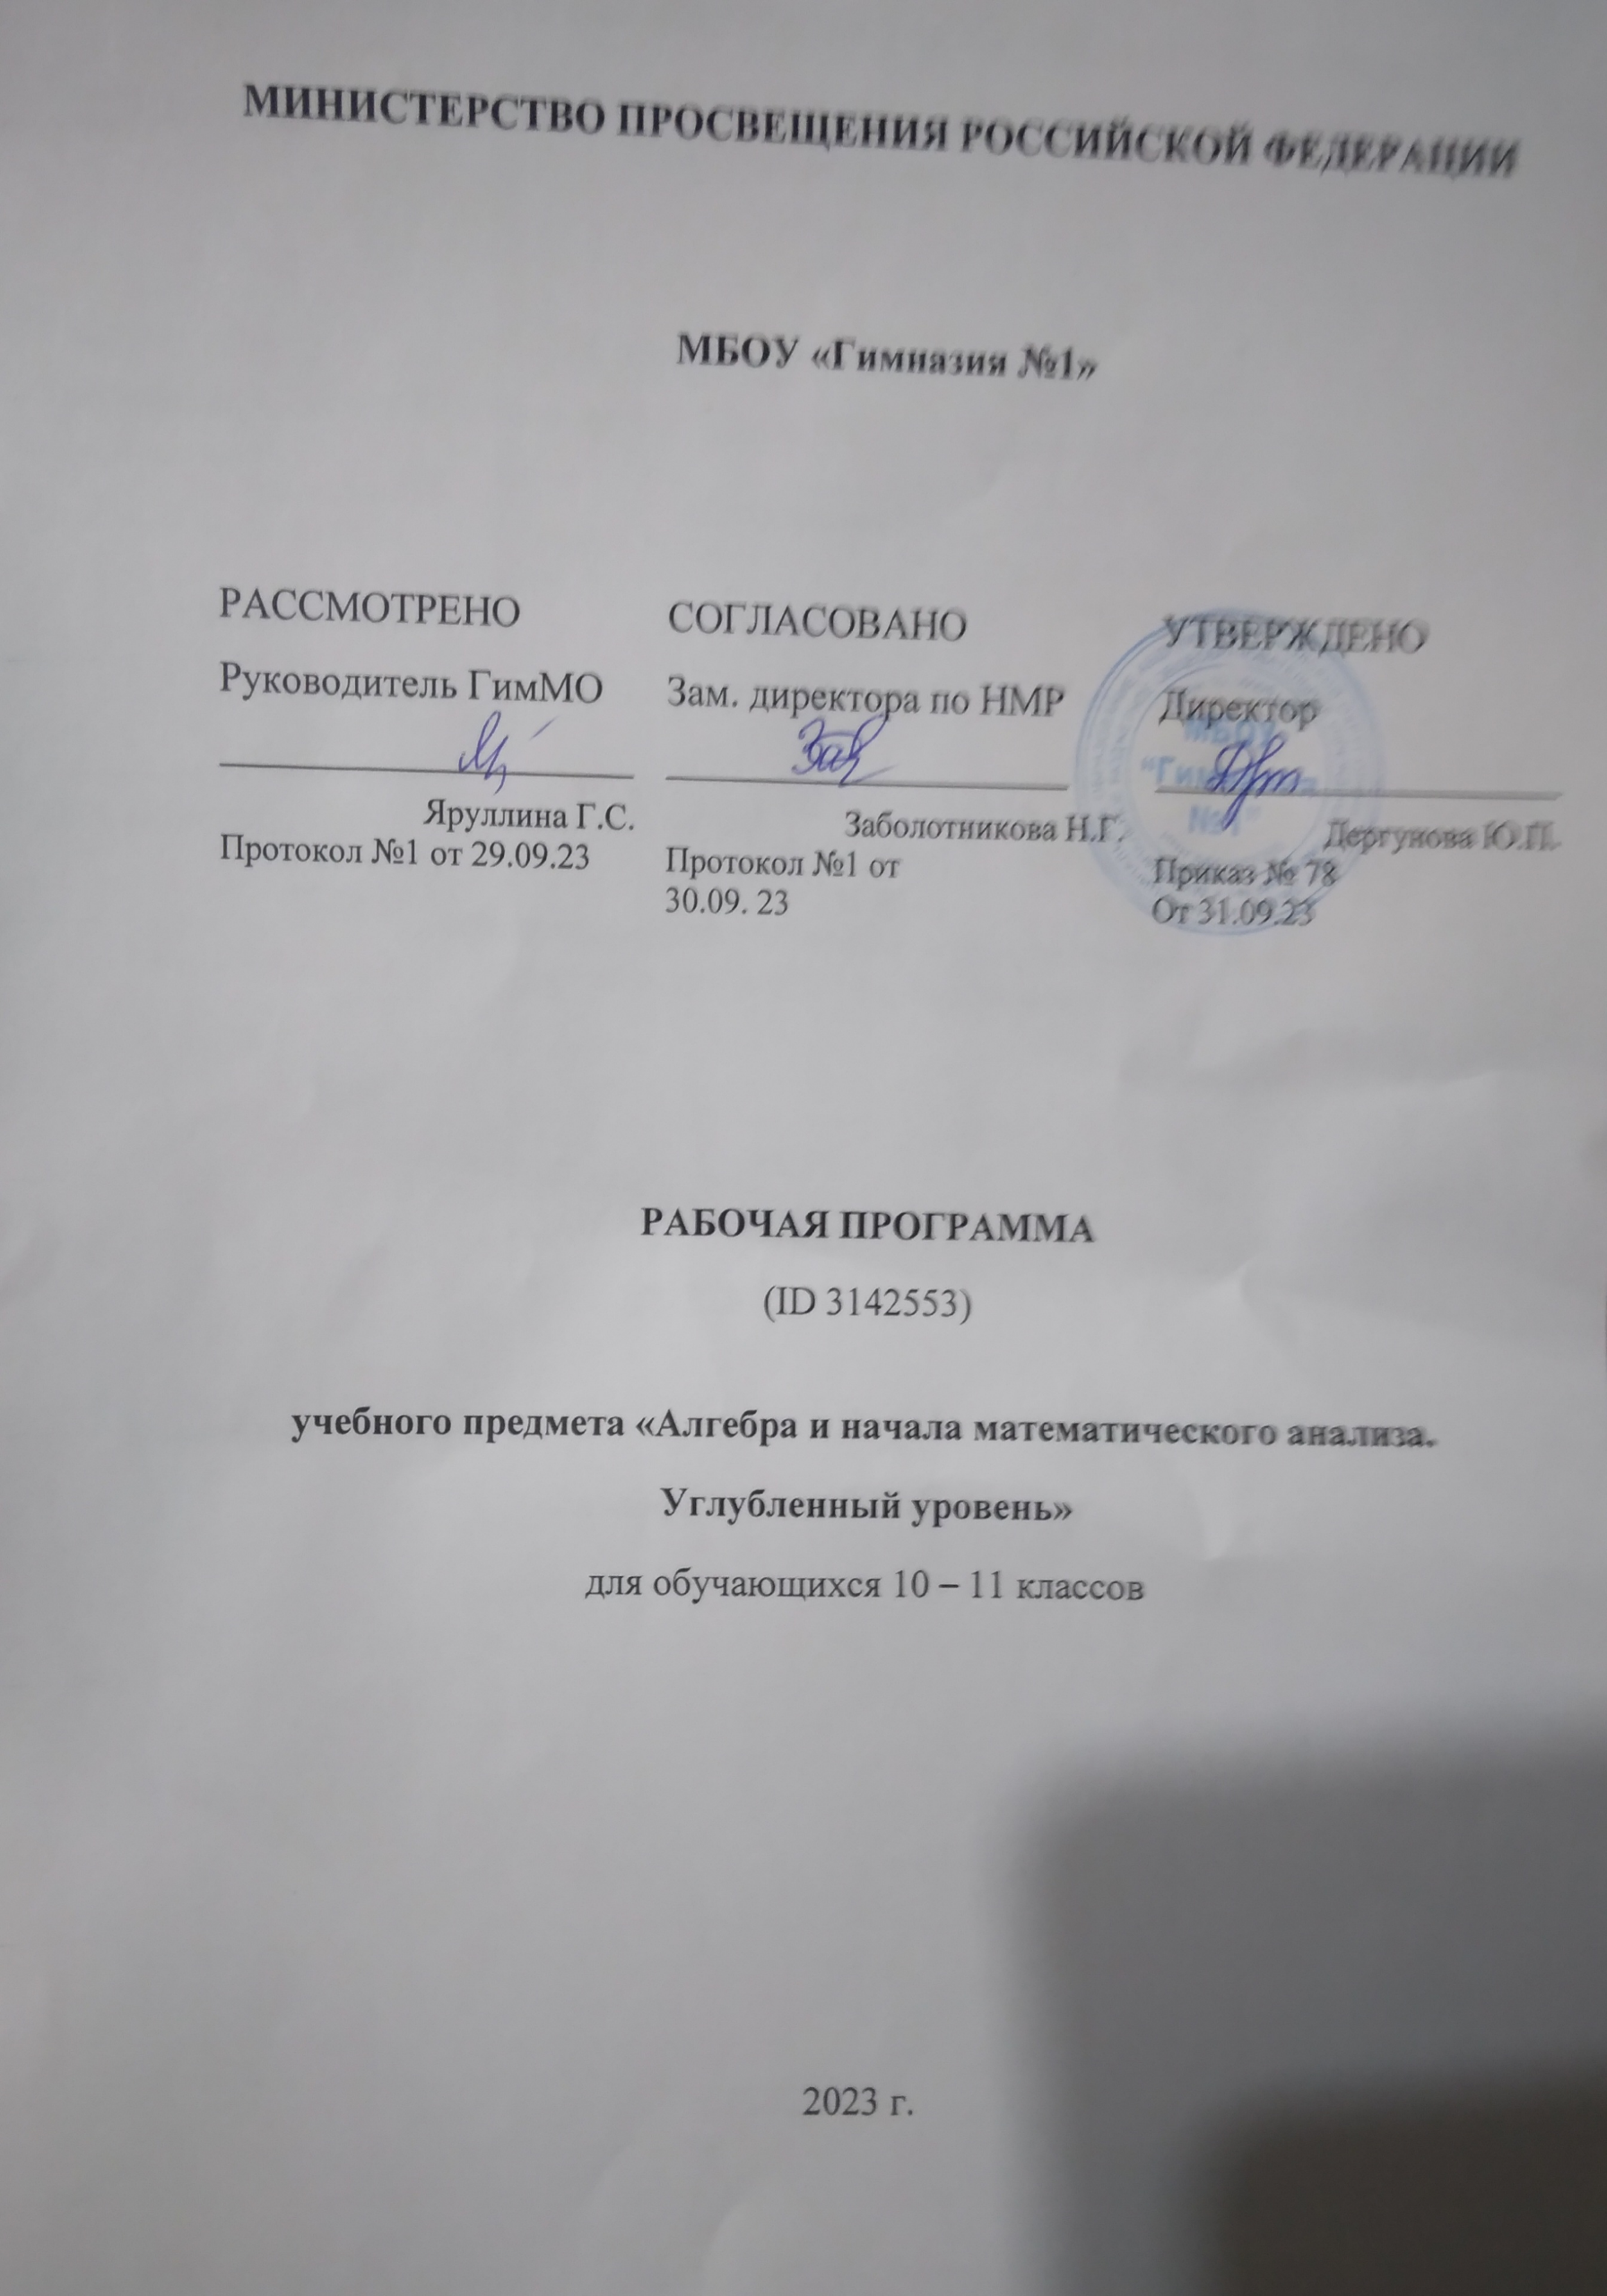 МИНИСТЕРСТВО ПРОСВЕЩЕНИЯ РОССИЙСКОЙ ФЕДЕРАЦИИ
МБОУ «Гимназия №1»
РАССМОТРЕНО
Руководитель ГимМО
Яруллина Г.С.
Протокол №1 от 29.09.23
СОГЛАСОВАНО
Зам. директора по НМР
Заболотникова Н.Г.
Протокол №1 от
30.09. 23
УТВЕРЖДЕНО
Директор
МБОУ
"Гимназия
№1"
Дергунова Ю.П.
Приказ № 78
От 31.09.23
РАБОЧАЯ ПРОГРАММА
(ID 3142553)
учебного предмета «Алгебра и начала математического анализа.
Углубленный уровень»
для обучающихся 10 – 11 классов
2023 г.